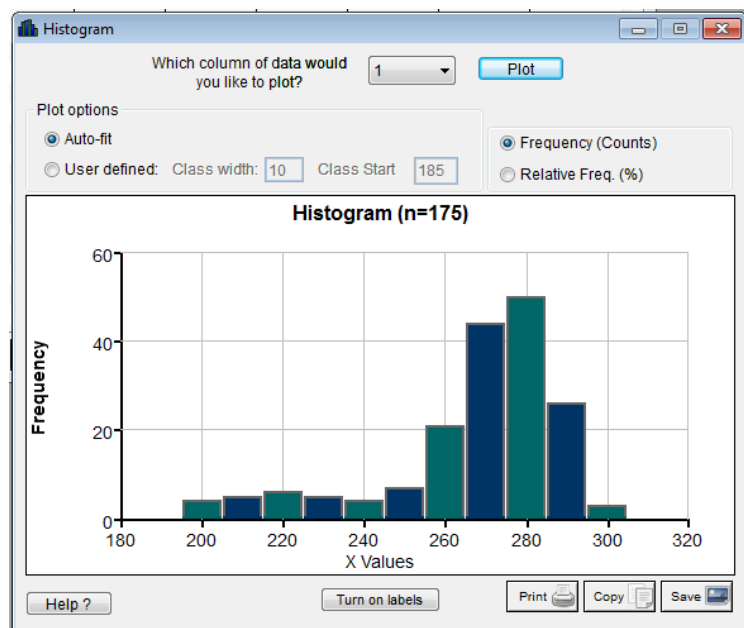 Histogram
Which column of data would
you like to plot?
1
Plot
Plot options
Auto-fit
User defined: Class width: 10 Class Start 185
Frequency (Counts)
Relative Freq. (%)
Histogram (n=175)
Frequency
60
40
20
0
180 200 220 240 260 280 300 320
X Values
Help ?
Turn on labels
Print
Copy
Save